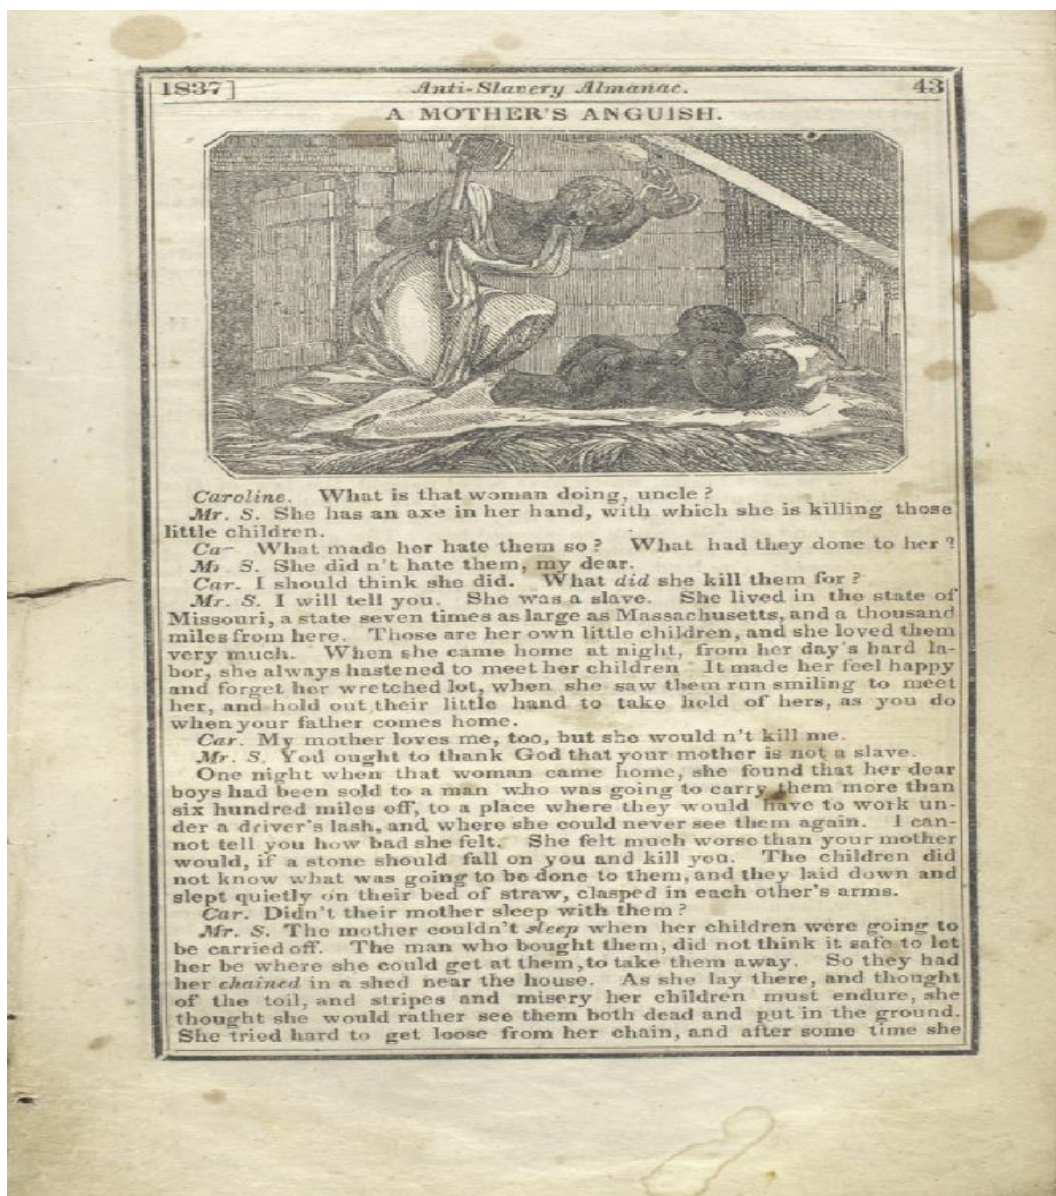 1837]
Anti-Slavery Almanac.
43
A MOTHER'S ANGUISH.
Caroline. What is that woman doing, uncle?
Mr. S. She has an axe in her hand, with which she is killing those
little children.
Ca— What made her hate them so? What had they done to her?
M. S. She did n't hate them, my dear.
Car. I should think she did. What did she kill them for?
Mr. S. I will tell you. She was a slave. She lived in the state of
Missouri, a state seven times as large as Massachusetts, and a thousand
miles from here. Those are her own little children, and she loved them
very much. When she came home at night, from her day's hard la-
bor, she always hastened to meet her children It made her feel happy
and forget her wretched lot, when she saw them run smiling to meet
her, and hold out their little hand to take hold of hers, as you do
when your father comes home.
Car. My mother loves me, too, but she would n't kill me.
Mr. S. You ought to thank God that your mother is not a slave.
One night when that woman came home, she found that her dear
boys had been sold to a man who was going to carry them more than
six hundred miles off, to a place where they would have to work un-
der a driver's lash, and where she could never see them again. I can-
not tell you how bad she felt. She felt much worse than your mother
would, if a stone should fall on you and kill you. The children did
not know what was going to be done to them, and they laid down and
slept quietly on their bed of straw, clasped in each other's arms.
Car. Didn't their mother sleep with them?
Mr. S. The mother couldn't sleep when her children were going to
be carried off. The man who bought them, did not think it safe to let
her be where she could get at them, to take them away. So they had
her chained in a shed near the house. As she lay there, and thought
of the toil, and stripes and misery her children must endure, she
thought she would rather see them both dead and put in the ground.
She tried hard to get loose from her chain, and after some time she